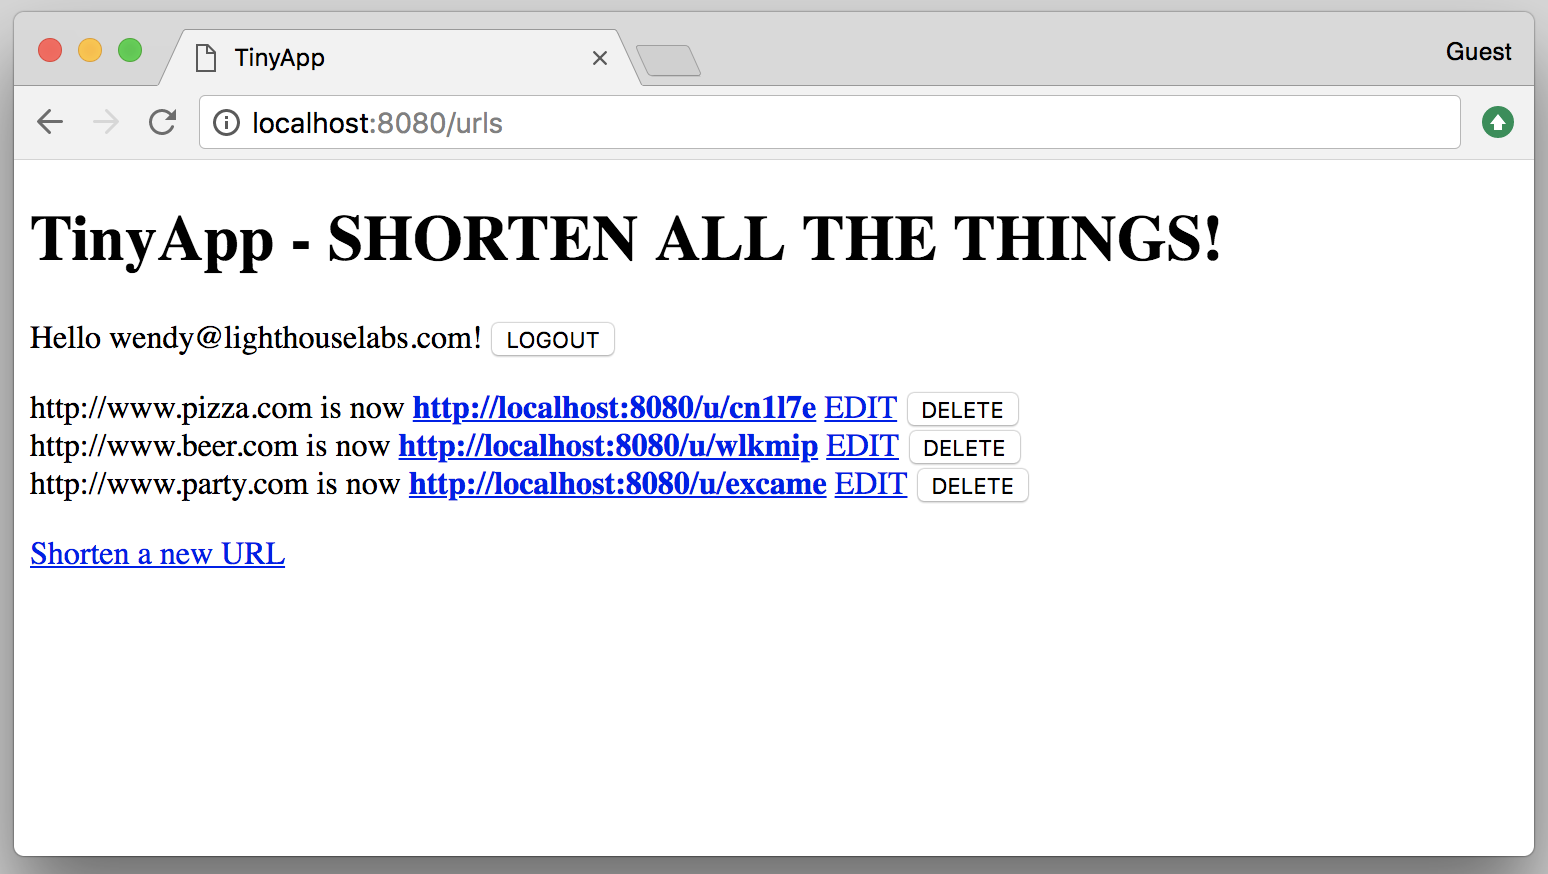 TinyApp
Guest
localhost:8080/urls
TinyApp - SHORTEN ALL THE THINGS!
Hello wendy@lighthouselabs.com! LOGOUT
http://www.pizza.com is now http://localhost:8080/u/cn1l7e EDIT DELETE
http://www.beer.com is now http://localhost:8080/u/wlkmip EDIT DELETE
http://www.party.com is now http://localhost:8080/u/excame EDIT DELETE
Shorten a new URL